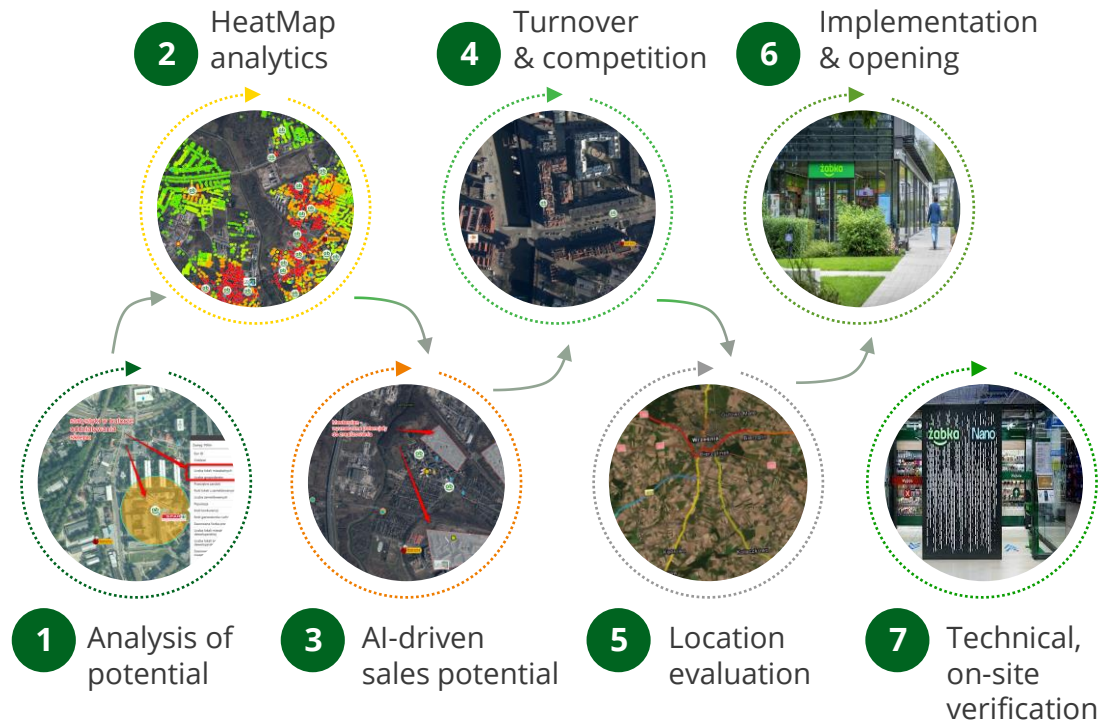 2
HeatMap
analytics
4
Turnover
& competition
6
Implementation
& opening
żabka
żabka Nano
1
Analysis of
potential
3
AI-driven
sales potential
5
Location
evaluation
7
Technical,
on-site
verification